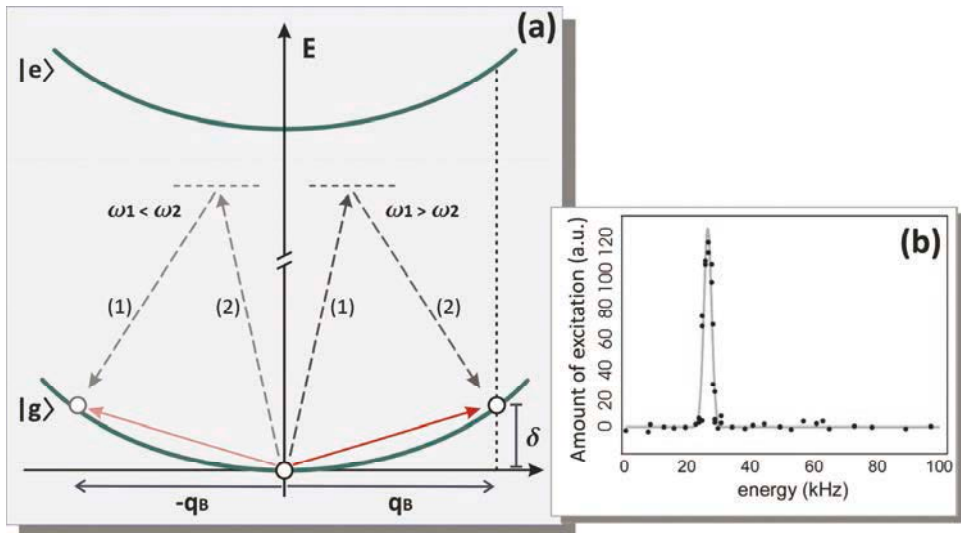 (a)
E
|e⟩
ω1 < ω2
ω1 > ω2
(1)
(2)
(1)
(2)
|g⟩
δ
-qB
qB
(b)
Amount of excitation (a.u.)
120
100
80
60
40
20
0
0 20 40 60 80 100
energy (kHz)